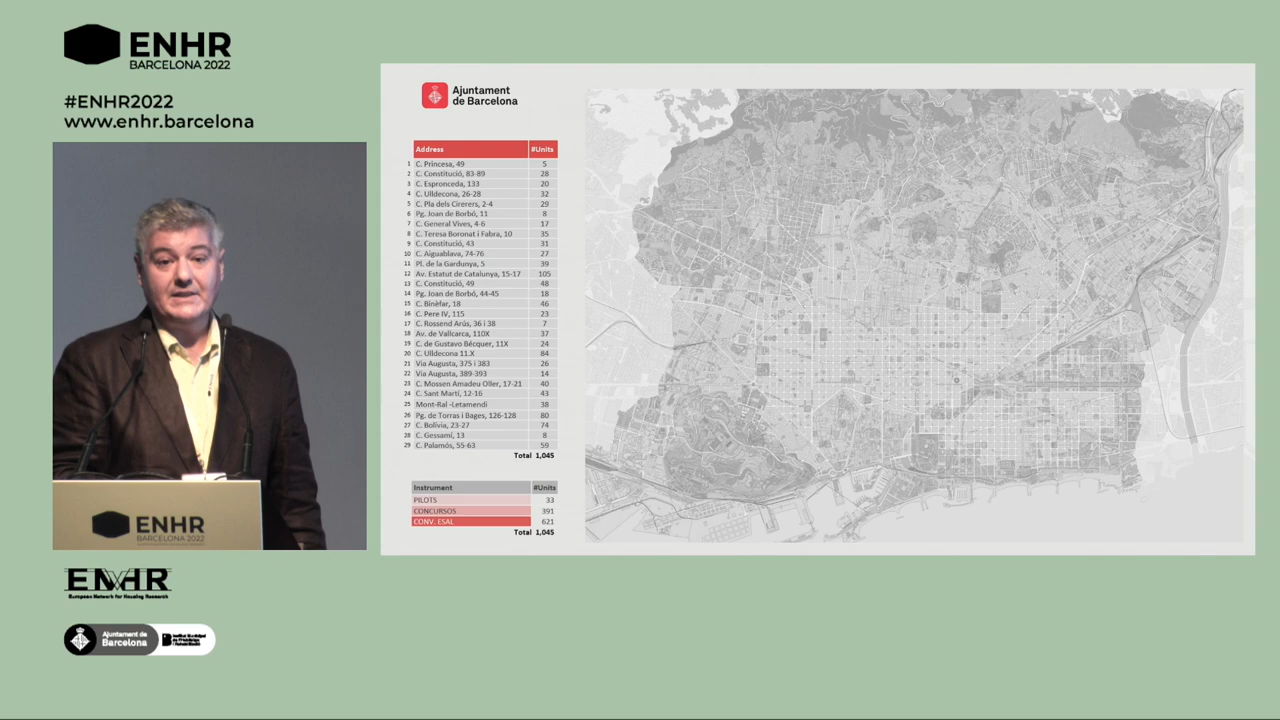 ENHR
BARCELONA 2022
#ENHR2022
www.enhr.barcelona
Ajuntament
de Barcelona
Address #Units
1 C. Princesa, 49 5
2 C. Constitució, 83-89 28
3 C. Espronceda, 133 20
4 C. Ulldecona, 26-28 32
5 C. Pla dels Cirerers, 2-4 29
6 Pg. Joan de Borbó, 11 8
7 C. General Vives, 4-6 17
8 C. Teresa Boronat i Fabra, 10 35
9 C. Constitució, 43 31
10 C. Aiguablava, 74-76 27
11 Pl. de la Gardunya, 5 39
12 Av. Estatut de Catalunya, 15-17 105
13 C. Constitució, 49 48
14 Pg. Joan de Borbó, 44-45 18
15 C. Binèfar, 18 46
16 C. Pere IV, 115 23
17 C. Rossend Arús, 36 i 38 7
18 Av. de Vallcarca, 110X 37
19 C. de Gustavo Bécquer, 11X 24
20 C. Ulldecona 11.X 84
21 Via Augusta, 375 i 383 26
22 Via Augusta, 389-393 14
23 C. Mossen Amadeu Oller, 17-21 40
24 C. Sant Martí, 12-16 43
25 Mont-Ral -Letamendi 38
26 Pg. de Torras i Bages, 126-128 80
27 C. Bolívia, 23-27 74
28 C. Gessamí, 13 8
29 C. Palamós, 55-63 59
Total 1,045
Instrument #Units
PILOTS 33
CONCURSOS 391
CONV. ESAL 621
Total 1,045
ENHR
BARCELONA 2022
ENHR
European Network for Housing Research
Ajuntament de
Barcelona